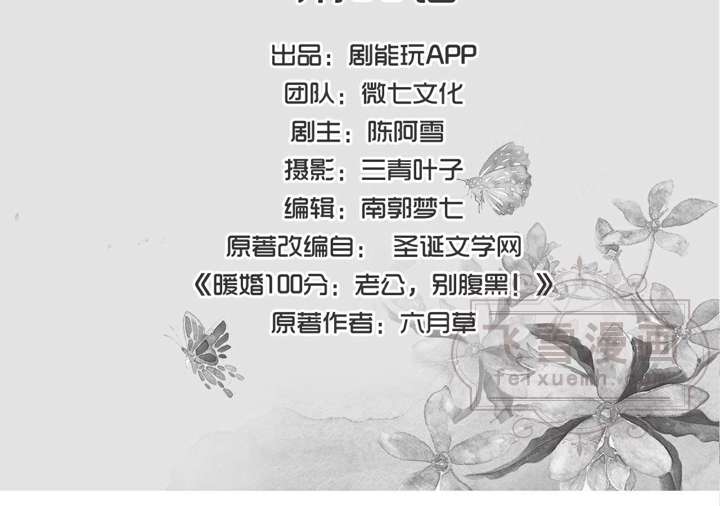 出品：剧能玩APP
团队：微七文化
剧主：陈阿雪
摄影：三青叶子
编辑：南郭梦七
原著改编自： 圣诞文学网
《暖婚100分：老公，别腹黑！》
原著作者：六月草
飞雪漫画
feixuemh.com